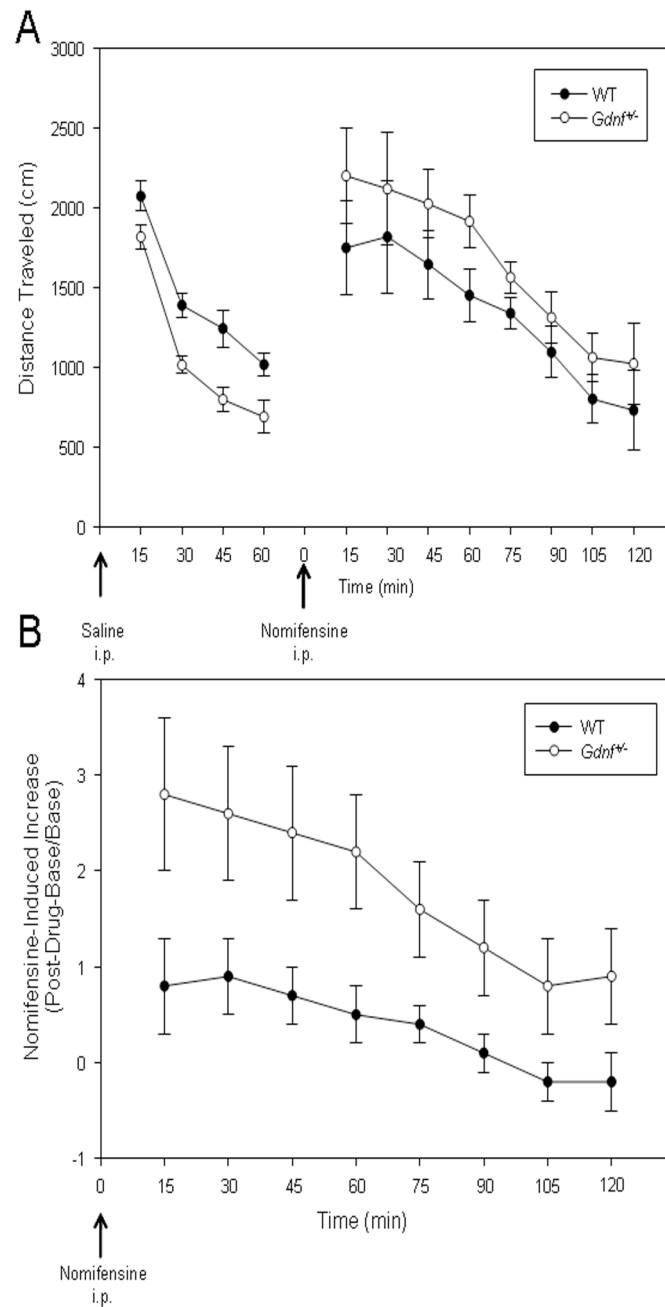 A
3000
2500
2000
1500
1000
500
0
Distance Traveled (cm)
WT
Gdnf+/-
15 30 45 60 0 15 30 45 60 75 90 105 120
Time (min)
Saline
i.p.
Nomifensine
i.p.
B
4
3
2
1
0
-1
Nomifensine-Induced Increase
(Post-Drug-Base/Base)
WT
Gdnf+/-
0 15 30 45 60 75 90 105 120
Time (min)
Nomifensine
i.p.